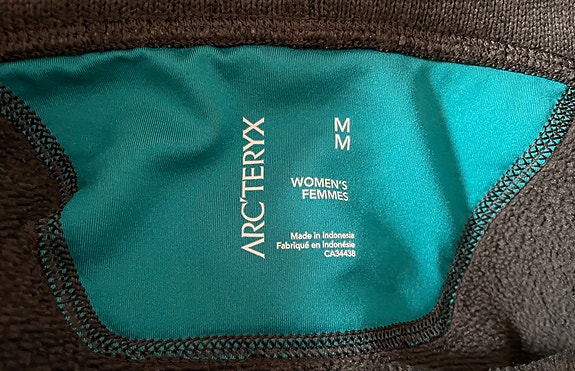 ARC'TERYX
M
M
WOMEN'S
FEMMES
Made in Indonesia
Fabriqué en Indonésie
CA34438